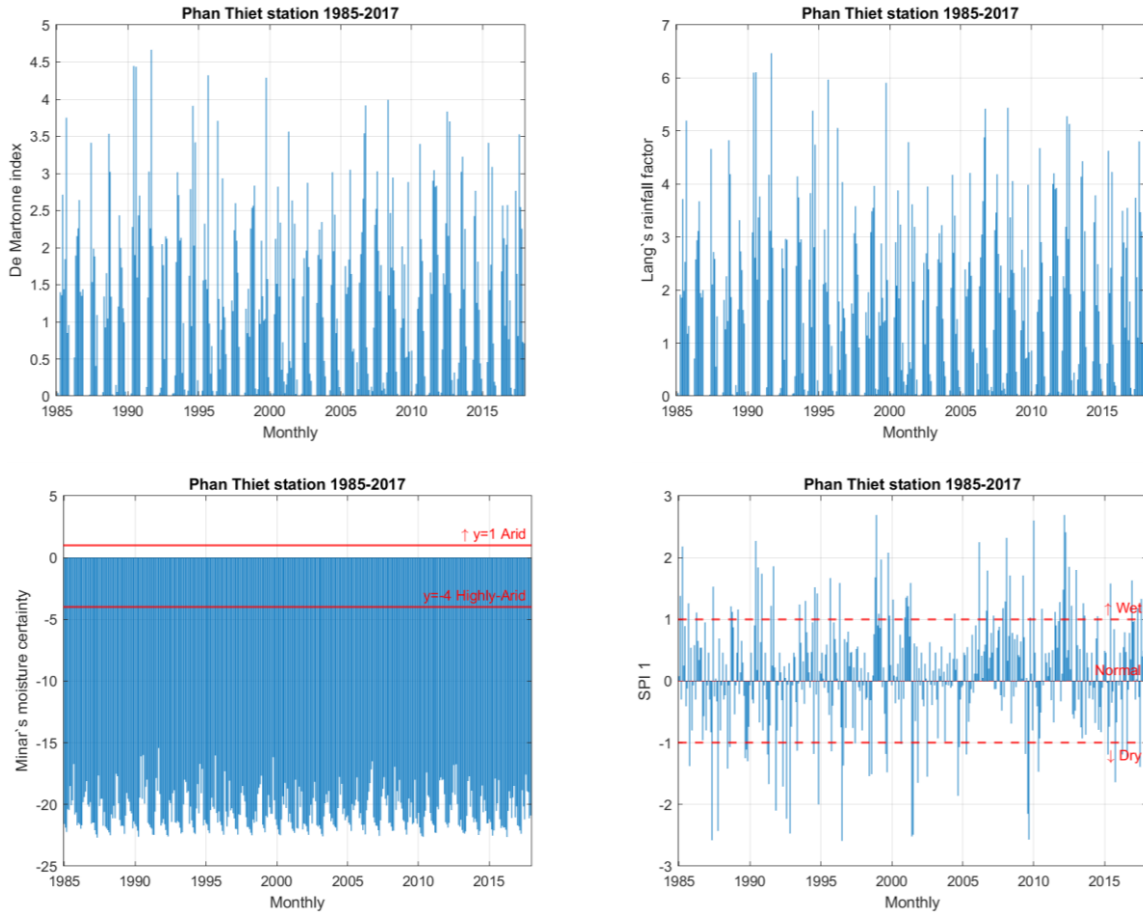 Phan Thiet station 1985-2017
De Martonne index
5
4.5
4
3.5
3
2.5
2
1.5
1
0.5
0
1985 1990 1995 2000 2005 2010 2015
Monthly
Phan Thiet station 1985-2017
Lang`s rainfall factor
7
6
5
4
3
2
1
0
1985 1990 1995 2000 2005 2010 2015
Monthly
Phan Thiet station 1985-2017
Minar`s moisture certainty
5
0
-5
-10
-15
-20
-25
↑ y=1 Arid
y=-4 Highly-Arid
1985 1990 1995 2000 2005 2010 2015
Monthly
Phan Thiet station 1985-2017
SPI 1
3
2
1
0
-1
-2
-3
↑ Wet
Normal
↓ Dry
1985 1990 1995 2000 2005 2010 2015
Monthly